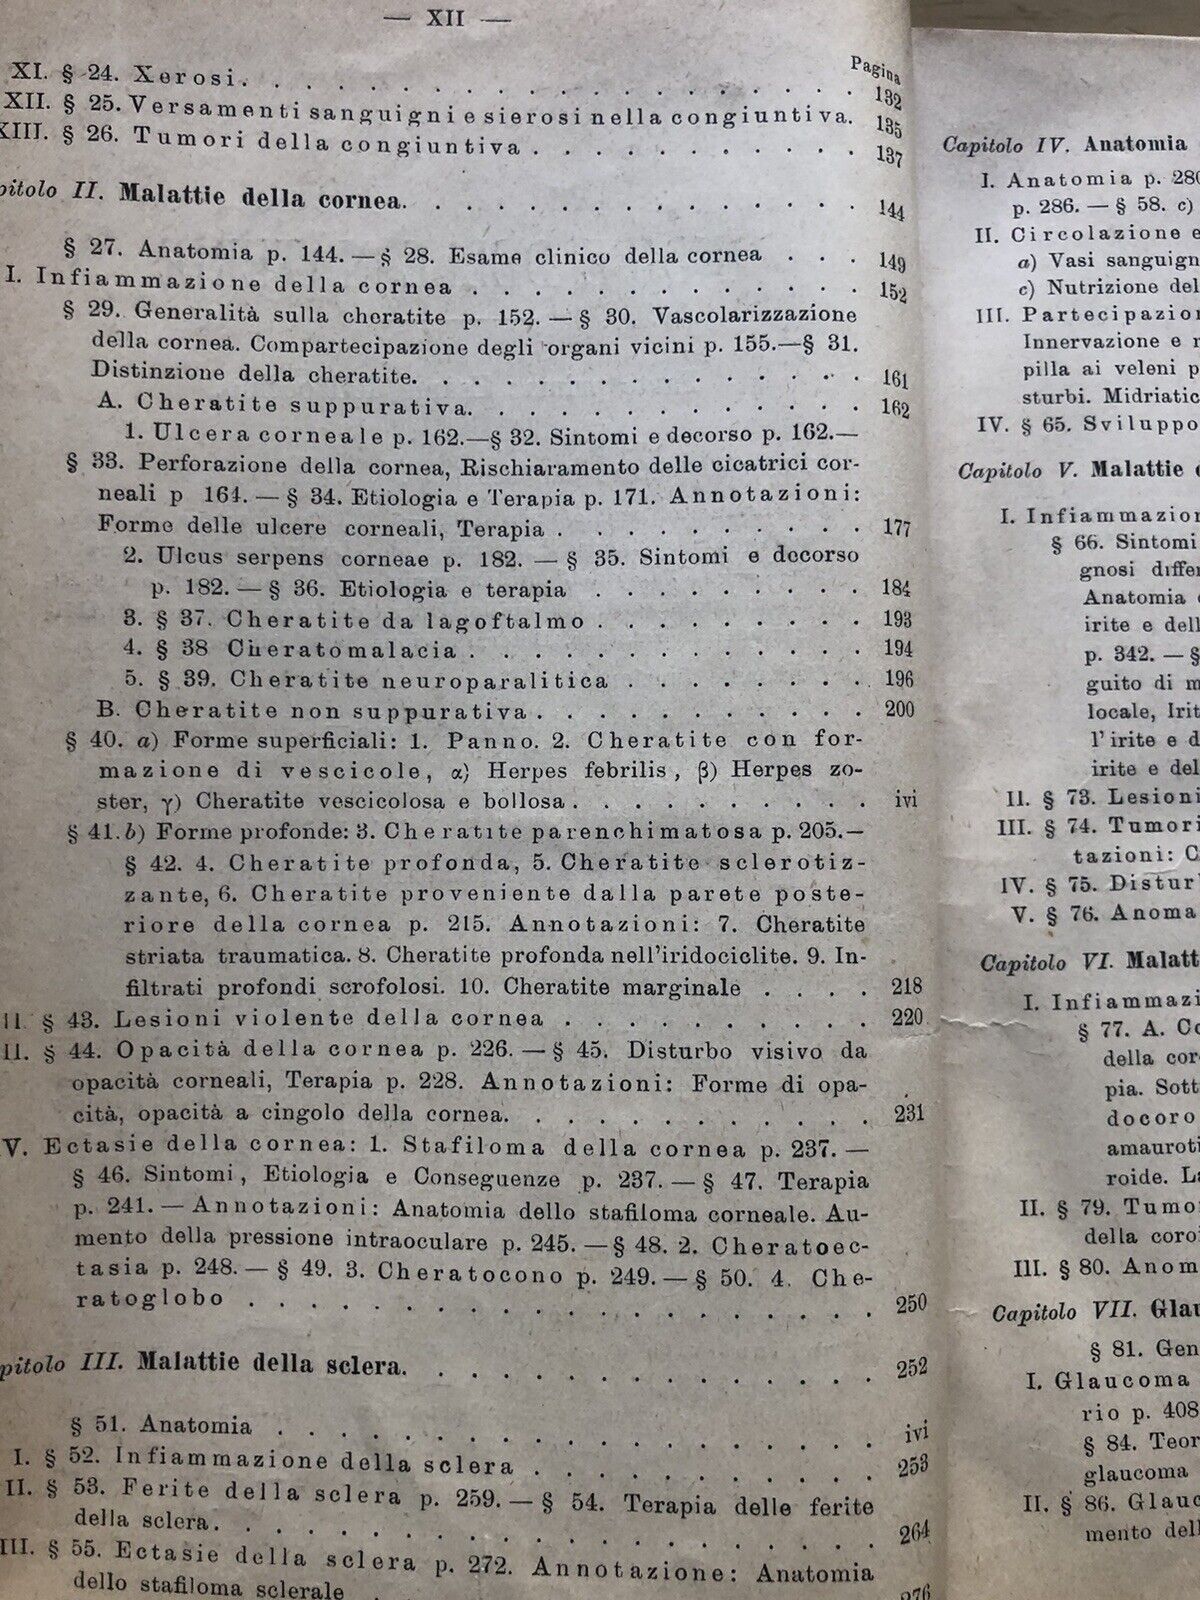 — XII —
Pagina
XI. § 24. Xerosi. . . . . . . . . . . . . . . . . 132
XII. § 25. Versamenti sanguigni e sierosi nella congiuntiva. 135
XIII. § 26. Tumori della congiuntiva . . . . . . . . . . . 137
pitolo II. Malattie della cornea. . . . . . . . . . . . . . 144
§ 27. Anatomia p. 144. — § 28. Esame clinico della cornea . . . 149
I. Infiammazione della cornea . . . . . . . . . . . . . 152
§ 29. Generalità sulla cheratite p. 152. — § 30. Vascolarizzazione
della cornea. Compartecipazione degli organi vicini p. 155.—§ 31.
Distinzione della cheratite. . . . . . . . . . . . . . 161
A. Cheratite suppurativa. . . . . . . . . . . . . 162
1. Ulcera corneale p. 162.—§ 32. Sintomi e decorso p. 162.—
§ 33. Perforazione della cornea, Rischiaramento delle cicatrici cor-
neali p 164. — § 34. Etiologia e Terapia p. 171. Annotazioni:
Forme delle ulcere corneali, Terapia . . . . . . . . . 177
2. Ulcus serpens corneae p. 182. — § 35. Sintomi e decorso
p. 182. — § 36. Etiologia e terapia . . . . . . . . . 184
3. § 37. Cheratite da lagoftalmo . . . . . . . . . 193
4. § 38 Cheratomalacia . . . . . . . . . . . . . 194
5. § 39. Cheratite neuroparalitica . . . . . . . . 196
B. Cheratite non suppurativa . . . . . . . . . . . 200
§ 40. a) Forme superficiali: 1. Panno. 2. Cheratite con for-
mazione di vescicole, α) Herpes febrilis, β) Herpes zo-
ster, γ) Cheratite vescicolosa e bollosa . . . . . . . . . . ivi
§ 41. b) Forme profonde: 3. Cheratite parenchimatosa p. 205.—
§ 42. 4. Cheratite profonda, 5. Cheratite sclerotiz-
zante, 6. Cheratite proveniente dalla parete poste-
riore della cornea p. 215. Annotazioni: 7. Cheratite
striata traumatica. 8. Cheratite profonda nell'iridociclite. 9. In-
filtrati profondi scrofolosi. 10. Cheratite marginale . . . . 218
II § 43. Lesioni violente della cornea . . . . . . . . . . 220
II. § 44. Opacità della cornea p. 226. — § 45. Disturbo visivo da
opacità corneali, Terapia p. 228. Annotazioni: Forme di opa-
cità, opacità a cingolo della cornea. . . . . . . . . . . . 231
V. Ectasie della cornea: 1. Stafiloma della cornea p. 237. —
§ 46. Sintomi, Etiologia e Conseguenze p. 237. — § 47. Terapia
p. 241. — Annotazioni: Anatomia dello stafiloma corneale. Au-
mento della pressione intraoculare p. 245. — § 48. 2. Cheratoec-
tasia p. 248. — § 49. 3. Cheratocono p. 249. — § 50. 4. Che-
ratoglobo . . . . . . . . . . . . . . . . . . 250
pitolo III. Malattie della sclera. . . . . . . . . . . . . . 252
§ 51. Anatomia . . . . . . . . . . . . . . . . . ivi
I. § 52. Infiammazione della sclera . . . . . . . . . . . 253
II. § 53. Ferite della sclera p. 259. — § 54. Terapia delle ferite
della sclera. . . . . . . . . . . . . . . . . . . . 264
III. § 55. Ectasie della sclera p. 272. Annotazione: Anatomia
dello stafiloma sclerale . . . . . . . . . . . . . . 276
Capitolo IV. Anatomia
I. Anatomia p. 280
p. 286. — § 58. c)
II. Circolazione e
a) Vasi sanguign
c) Nutrizione del
III. Partecipazion
Innervazione e
pilla ai veleni p
sturbi. Midriatic
IV. § 65. Sviluppo
Capitolo V. Malattie
I. Infiammazion
§ 66. Sintomi
gnosi differ
Anatomia
irite e dell
p. 342. — §
guito di m
locale, Irit
l'irite e d
irite e del
II. § 73. Lesioni
III. § 74. Tumori
tazioni: C
IV. § 75. Disturb
V. § 76. Anoma
Capitolo VI. Malatt
I. Infiammazi
§ 77. A. Co
della cor
pia. Sott
docoro
amauroti
roide. La
II. § 79. Tumo
della coro
III. § 80. Anom
Capitolo VII. Glau
§ 81. Gen
I. Glaucoma
rio p. 408
§ 84. Teor
glaucoma
II. § 86. Glauc
mento dell